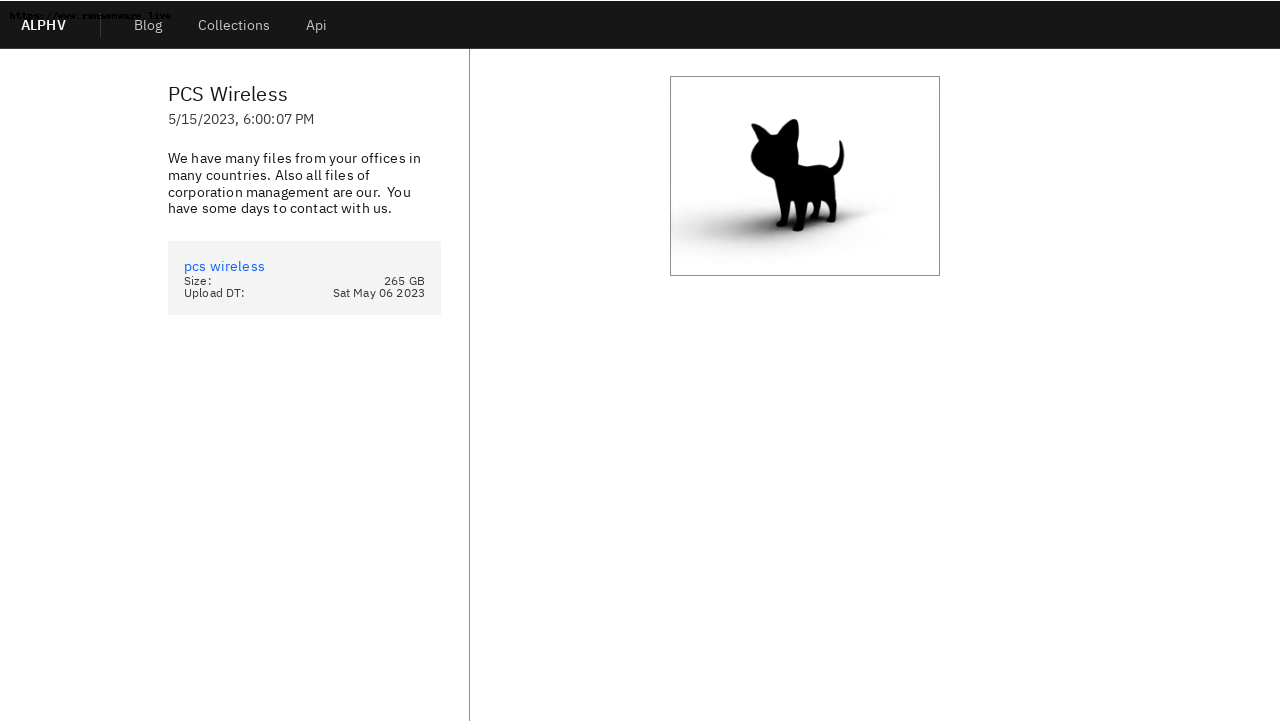 https://www.ransomware.live
ALPHV
Blog
Collections
Api
PCS Wireless
5/15/2023, 6:00:07 PM
We have many files from your offices in
many countries. Also all files of
corporation management are our.  You
have some days to contact with us.
pcs wireless
Size: 265 GB
Upload DT: Sat May 06 2023